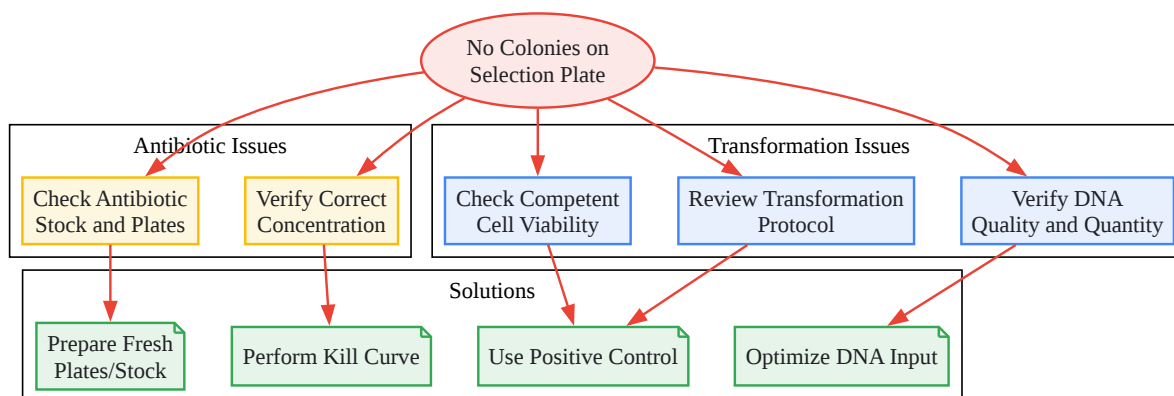 No Colonies on
Selection Plate
Antibiotic Issues
Transformation Issues
Check Antibiotic
Stock and Plates
Verify Correct
Concentration
Check Competent
Cell Viability
Review Transformation
Protocol
Verify DNA
Quality and Quantity
Solutions
Prepare Fresh
Plates/Stock
Perform Kill Curve
Use Positive Control
Optimize DNA Input